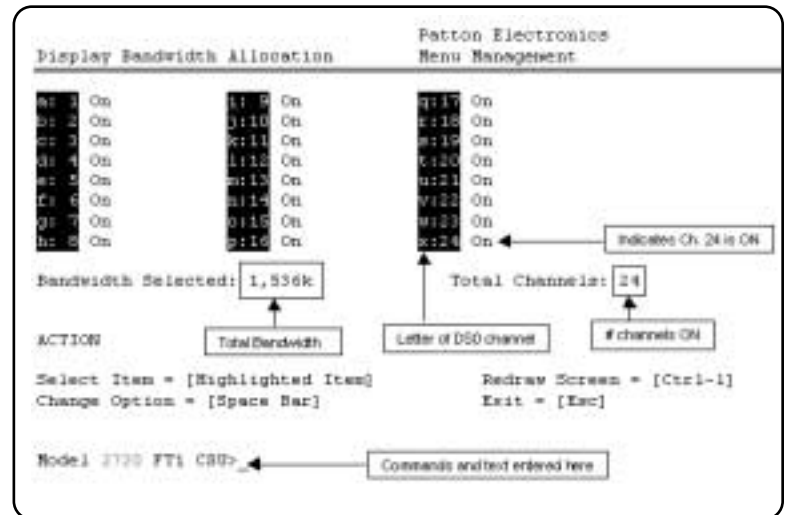 Patton Electronics
Display Bandwidth Allocation Menu Management
a: 1 On i: 9 On q:17 On
b: 2 On j:10 On r:18 On
c: 3 On k:11 On s:19 On
d: 4 On l:12 On t:20 On
e: 5 On m:13 On u:21 On
f: 6 On n:14 On v:22 On
g: 7 On o:15 On w:23 On
h: 8 On p:16 On x:24 On
Indicates Ch. 24 is ON
Bandwidth Selected: 1,536k Total Channels: 24
ACTION
Total Bandwidth
Letter of DS0 channel
# channels ON
Select Item = [Highlighted Item] Redraw Screen = [Ctrl-l]
Change Option = [Space Bar] Exit = [Esc]
Model 2720 FT1 CSU>_
Commands and text entered here